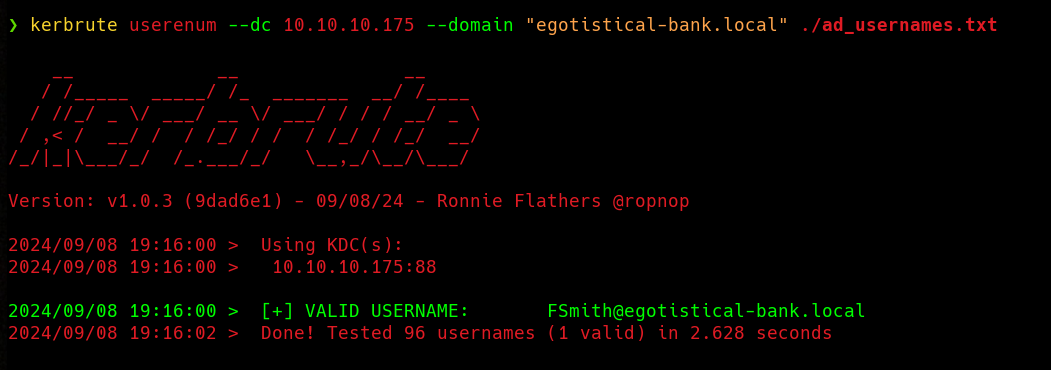 ❯ kerbrute userenum --dc 10.10.10.175 --domain "egotistical-bank.local" ./ad_usernames.txt
    __             __               __
   / /_____  _____/ /_  _______  __/ /____
  / //_/ _ \/ ___/ __ \/ ___/ / / / __/ _ \
 / ,< /  __/ /  / /_/ / /  / /_/ / /_/  __/
/_/|_|\___/_/  /_.___/_/   \__,_/\__/\___/
Version: v1.0.3 (9dad6e1) - 09/08/24 - Ronnie Flathers @ropnop
2024/09/08 19:16:00 >  Using KDC(s):
2024/09/08 19:16:00 >   10.10.10.175:88
2024/09/08 19:16:00 >  [+] VALID USERNAME:       FSmith@egotistical-bank.local
2024/09/08 19:16:02 >  Done! Tested 96 usernames (1 valid) in 2.628 seconds